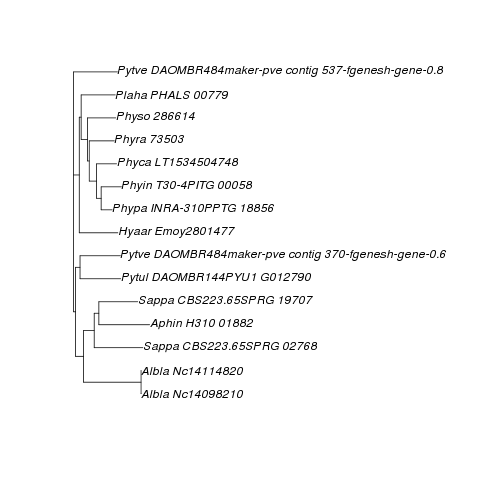 Pytve DAOMBR484maker-pve contig 537-fgenesh-gene-0.8
Plaha PHALS 00779
Physo 286614
Phyra 73503
Phyca LT1534504748
Phyin T30-4PITG 00058
Phypa INRA-310PPTG 18856
Hyaar Emoy2801477
Pytve DAOMBR484maker-pve contig 370-fgenesh-gene-0.6
Pytul DAOMBR144PYU1 G012790
Sappa CBS223.65SPRG 19707
Aphin H310 01882
Sappa CBS223.65SPRG 02768
Albla Nc14114820
Albla Nc14098210